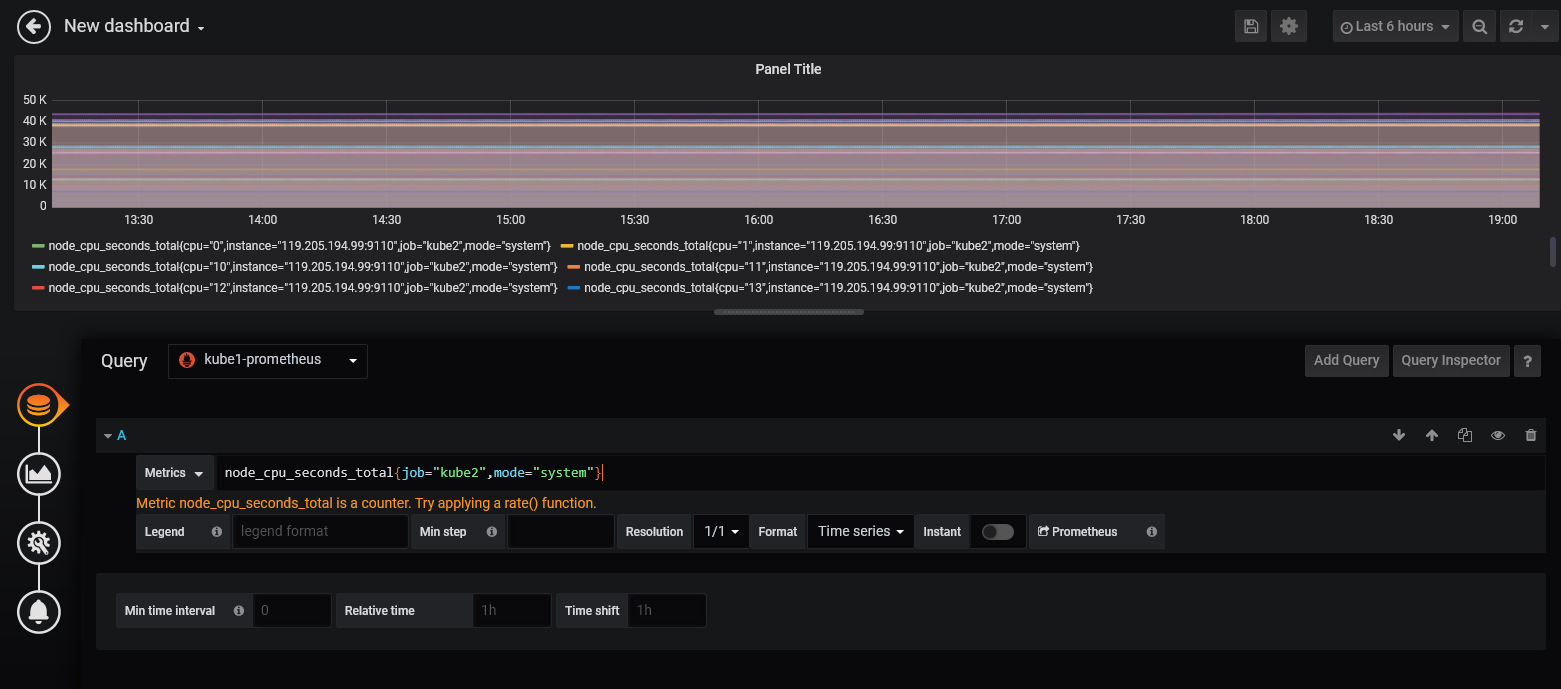 New dashboard
Last 6 hours
Panel Title
50 K
40 K
30 K
20 K
10 K
0
13:30 14:00 14:30 15:00 15:30 16:00 16:30 17:00 17:30 18:00 18:30 19:00
node_cpu_seconds_total{cpu="0",instance="119.205.194.99:9110",job="kube2",mode="system"} node_cpu_seconds_total{cpu="1",instance="119.205.194.99:9110",job="kube2",mode="system"}
node_cpu_seconds_total{cpu="10",instance="119.205.194.99:9110",job="kube2",mode="system"} node_cpu_seconds_total{cpu="11",instance="119.205.194.99:9110",job="kube2",mode="system"}
node_cpu_seconds_total{cpu="12",instance="119.205.194.99:9110",job="kube2",mode="system"} node_cpu_seconds_total{cpu="13",instance="119.205.194.99:9110",job="kube2",mode="system"}
Query kube1-prometheus Add Query Query Inspector ?
A
Metrics node_cpu_seconds_total{job="kube2",mode="system"}
Metric node_cpu_seconds_total is a counter. Try applying a rate() function.
Legend legend format Min step Resolution 1/1 Format Time series Instant Prometheus
Min time interval 0 Relative time 1h Time shift 1h